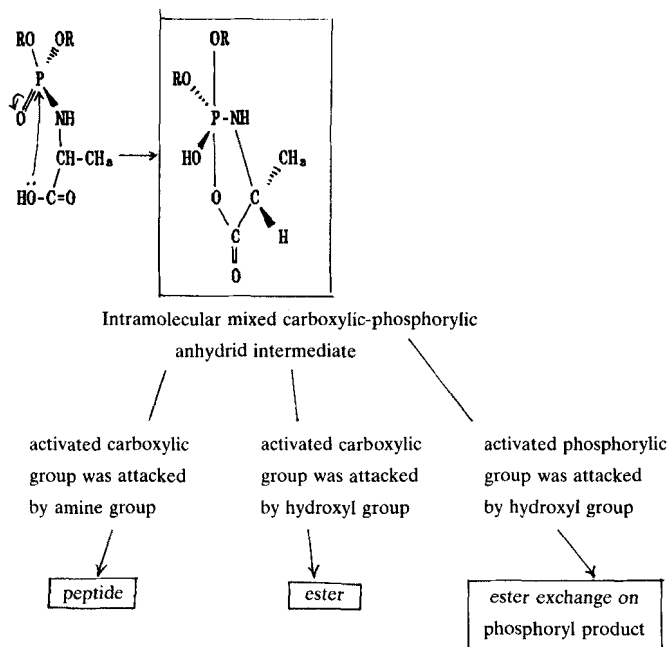 RO OR
P
O NH
CH-CH₃
HO-C=O
OR
RO
P-NH
HO CH₃
O C
C H
O
Intramolecular mixed carboxylic-phosphorylic
anhydrid intermediate
activated carboxylic
group was attacked
by amine group
activated carboxylic
group was attacked
by hydroxyl group
activated phosphorylic
group was attacked
by hydroxyl group
peptide
ester
ester exchange on
phosphoryl product